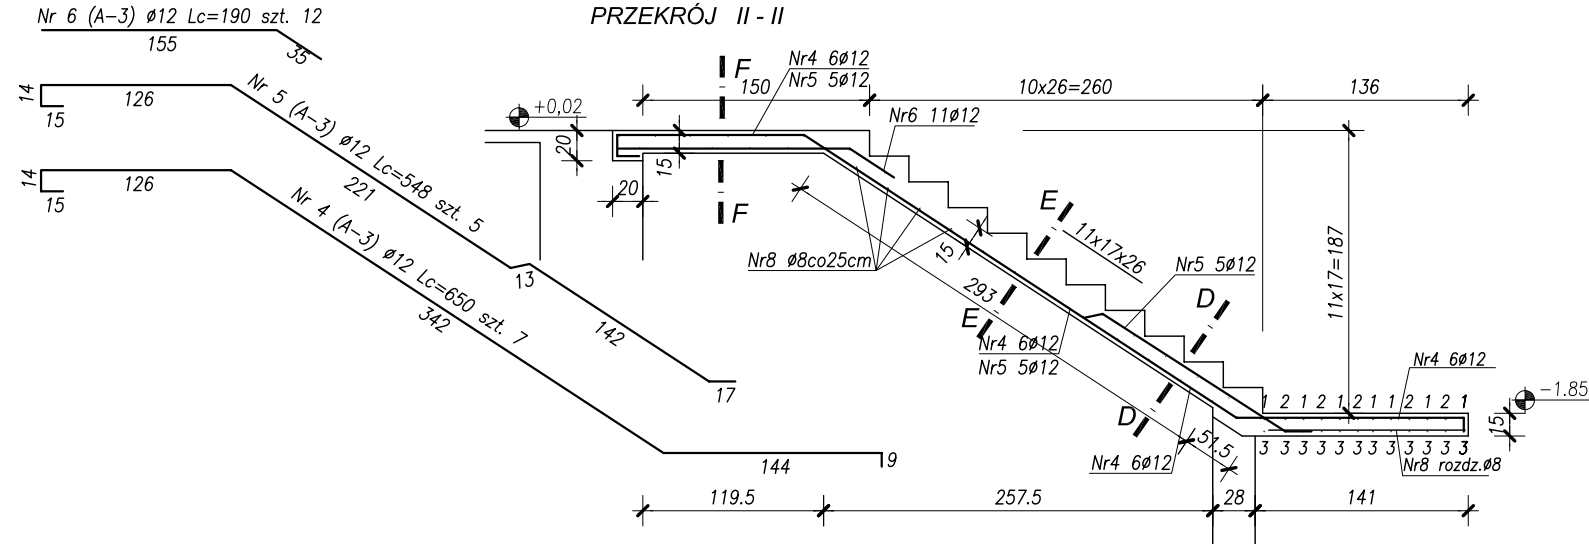 Nr 6 (A-3) ø12 Lc=190 szt. 12
155
35
PRZEKRÓJ II - II
14
126
15
Nr 5 (A-3) ø12 Lc=548 szt. 5
221
13
142
17
14
126
15
Nr 4 (A-3) ø12 Lc=650 szt. 7
342
144
9
F
Nr4 6ø12
Nr5 5ø12
150
10x26=260
136
+0,02
20
15
Nr6 11ø12
20
F
E
11x17x26
15
Nr8 ø8co25cm
293
Nr5 5ø12
11x17=187
D
E
Nr4 6ø12
Nr5 5ø12
Nr4 6ø12
-1.85
1 2 1 2 1 2 1 1 2 1 2 1
15
D
51.5
3 3 3 3 3 3 3 3 3 3 3 3
Nr4 6ø12
Nr8 rozdz.ø8
119.5
257.5
28
141